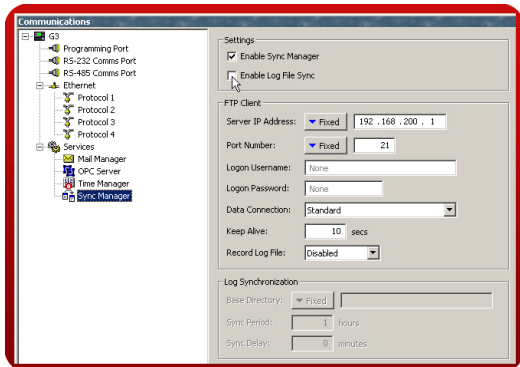 Communications
G3
Programming Port
RS-232 Comms Port
RS-485 Comms Port
Ethernet
Protocol 1
Protocol 2
Protocol 3
Protocol 4
Services
Mail Manager
OPC Server
Time Manager
Sync Manager
Settings
Enable Sync Manager
Enable Log File Sync
FTP Client
Server IP Address: Fixed 192 . 168 . 200 . 1
Port Number: Fixed 21
Logon Username: None
Logon Password: None
Data Connection: Standard
Keep Alive: 10 secs
Record Log File: Disabled
Log Synchronization
Base Directory: Fixed
Sync Period: 1 hours
Sync Delay: 0 minutes